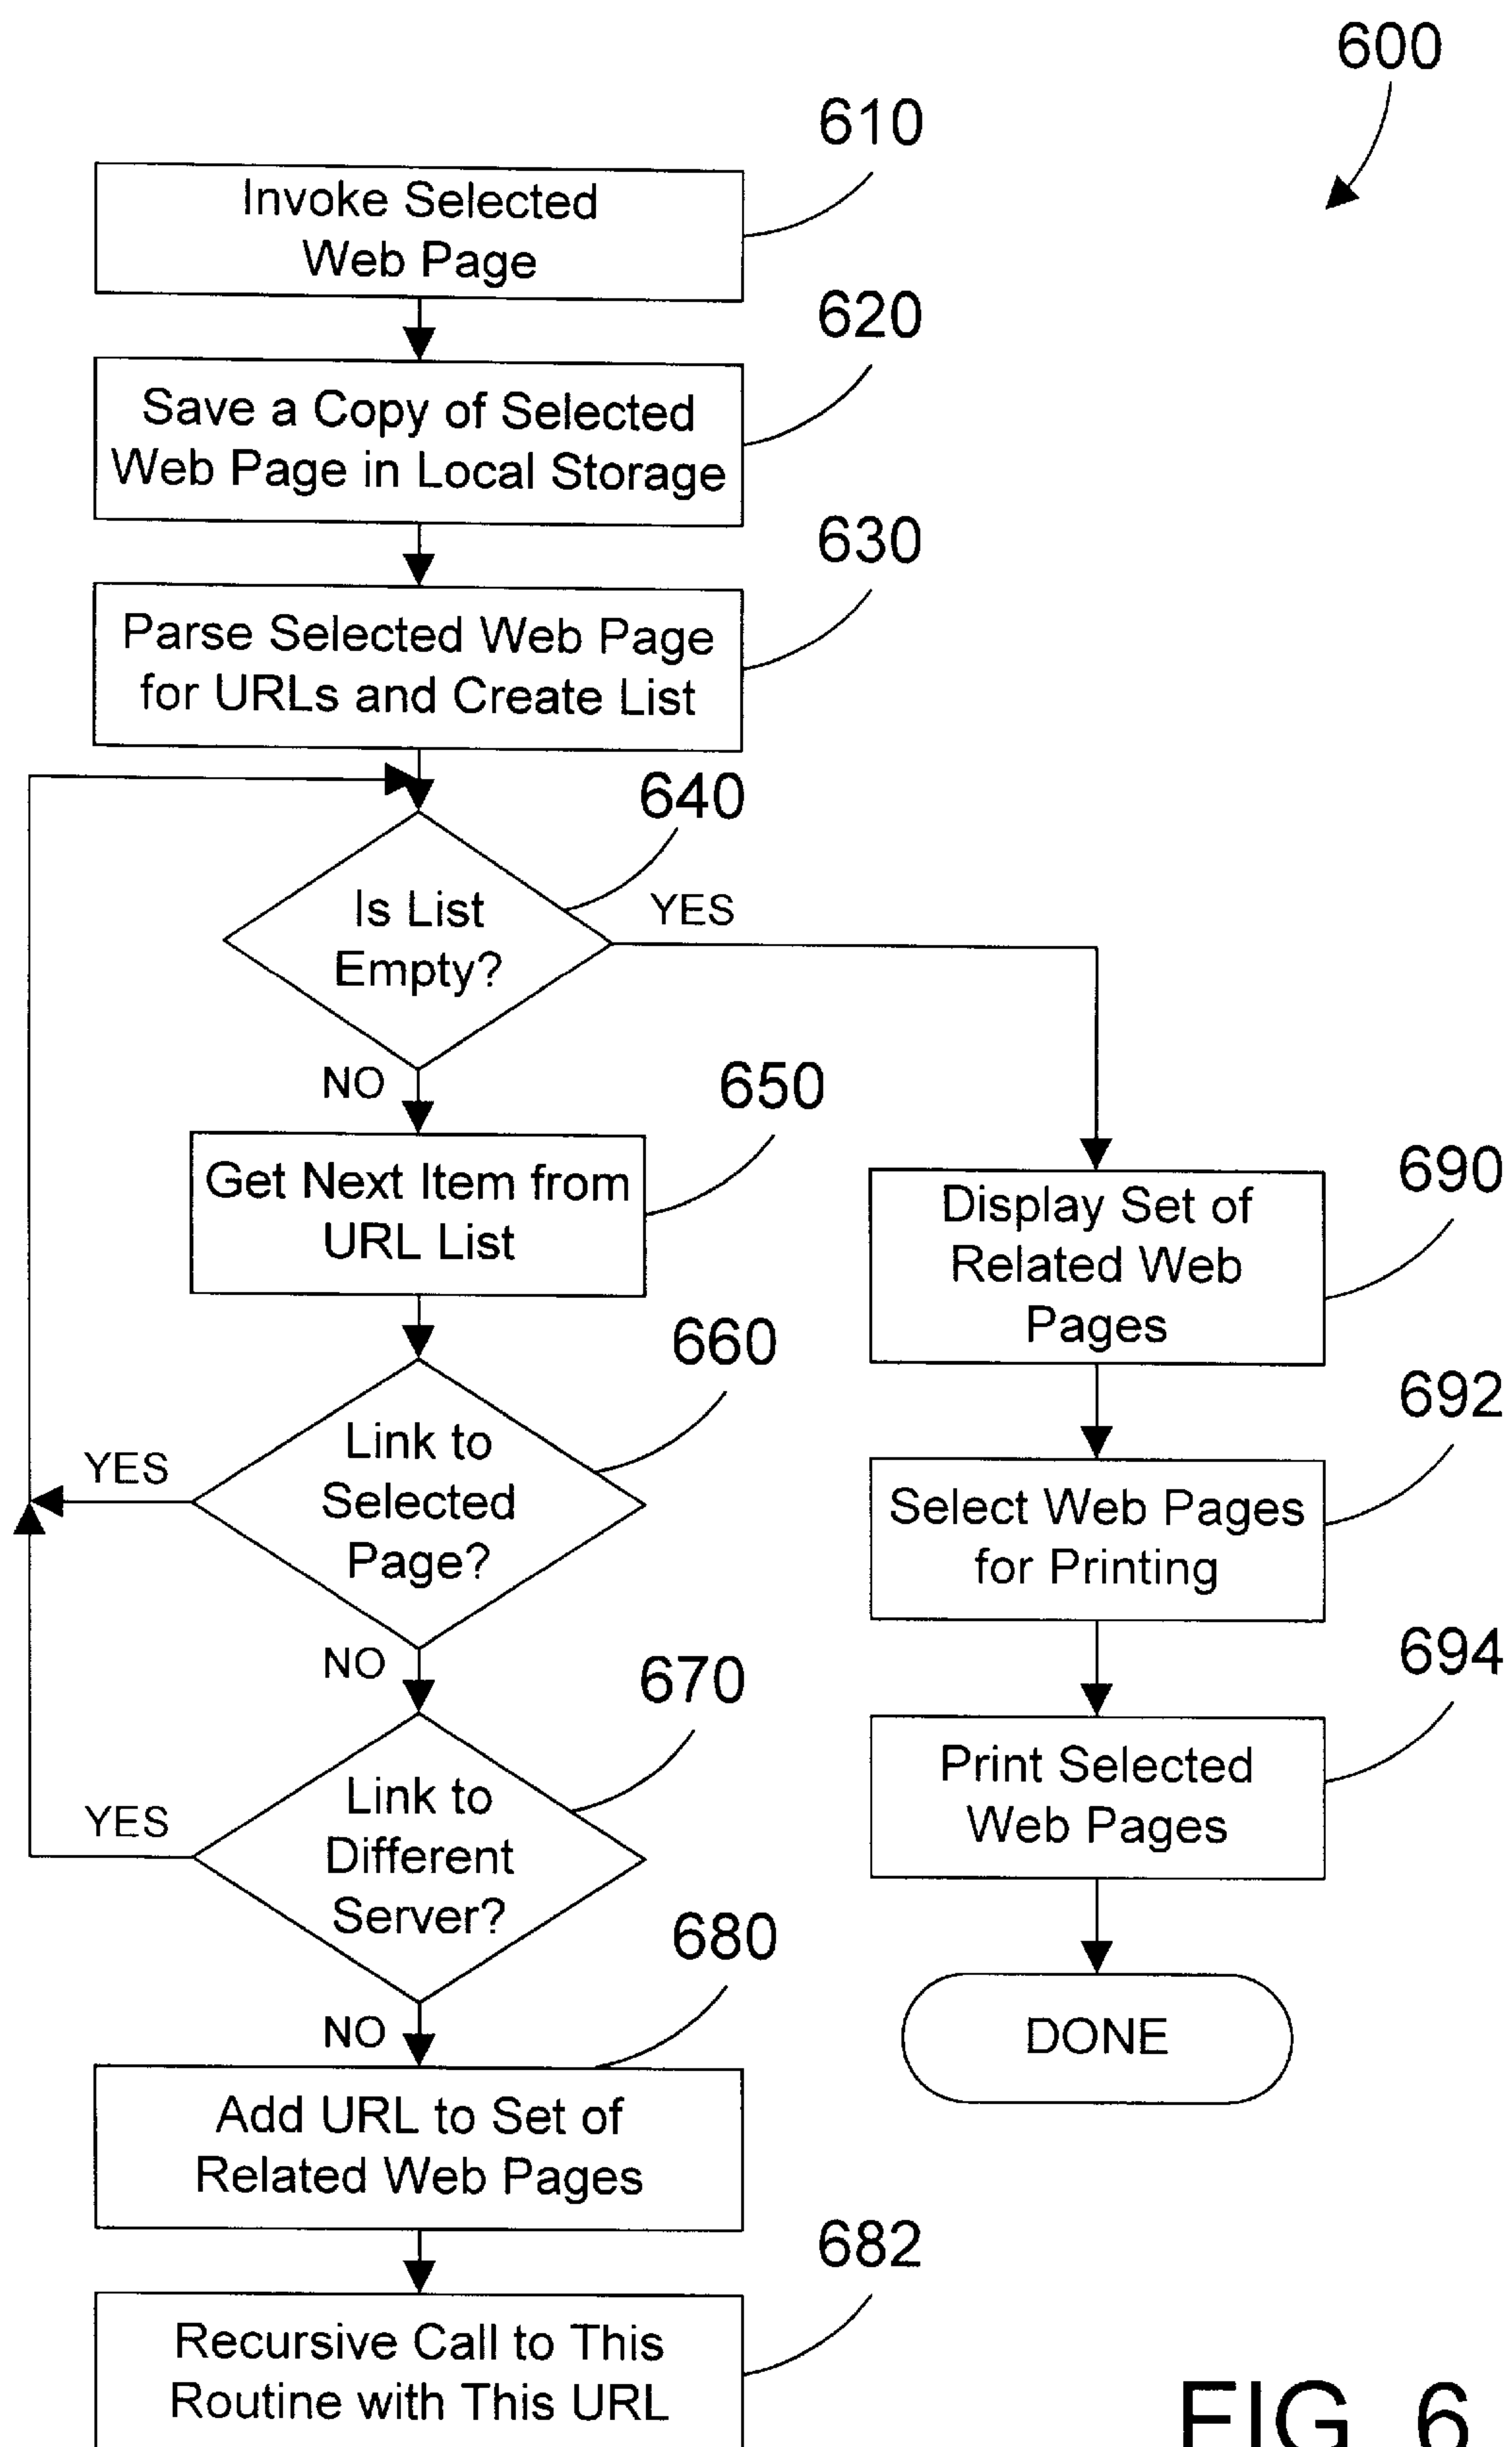 600
610
Invoke Selected
Web Page
620
Save a Copy of Selected
Web Page in Local Storage
630
Parse Selected Web Page
for URLs and Create List
640
Is List
Empty?
YES
NO
650
Get Next Item from
URL List
660
Link to
Selected
Page?
YES
NO
670
Link to
Different
Server?
YES
NO
680
Add URL to Set of
Related Web Pages
682
Recursive Call to This
Routine with This URL
690
Display Set of
Related Web
Pages
692
Select Web Pages
for Printing
694
Print Selected
Web Pages
DONE
FIG. 6